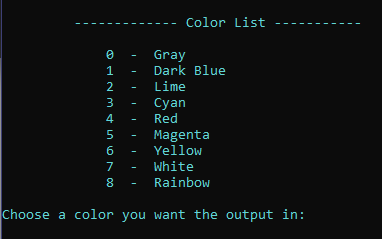 ------------- Color List -----------
0 - Gray
1 - Dark Blue
2 - Lime
3 - Cyan
4 - Red
5 - Magenta
6 - Yellow
7 - White
8 - Rainbow
Choose a color you want the output in: